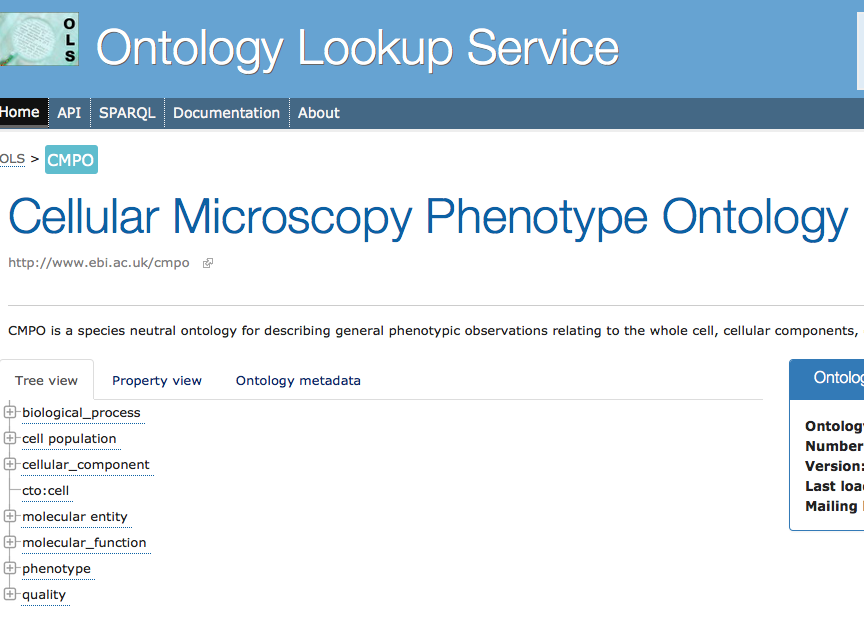 OLS
Ontology Lookup Service
Home API SPARQL Documentation About
OLS > CMPO
Cellular Microscopy Phenotype Ontology
http://www.ebi.ac.uk/cmpo
CMPO is a species neutral ontology for describing general phenotypic observations relating to the whole cell, cellular components,
Tree view Property view Ontology metadata
biological_process
cell population
cellular_component
cto:cell
molecular entity
molecular_function
phenotype
quality
Ontolog
Ontology
Number
Version:
Last loa
Mailing